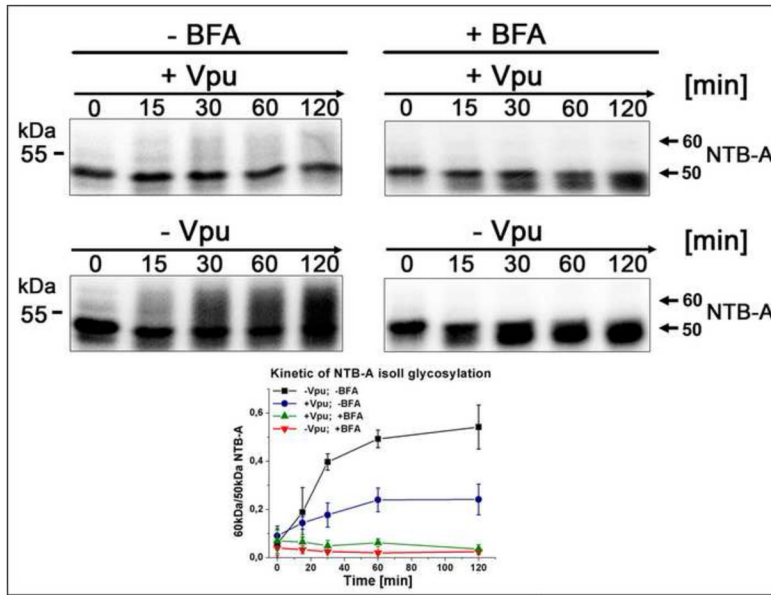 - BFA + BFA
+ Vpu + Vpu [min]
0 15 30 60 120 0 15 30 60 120
kDa
55
60
50
NTB-A
- Vpu - Vpu [min]
0 15 30 60 120 0 15 30 60 120
kDa
55
60
50
NTB-A
Kinetic of NTB-A isoII glycosylation
-Vpu; -BFA
+Vpu; -BFA
+Vpu; +BFA
-Vpu; +BFA
60kDa/50kDa NTB-A
0,6
0,4
0,2
0,0
0 20 40 60 80 100 120
Time [min]